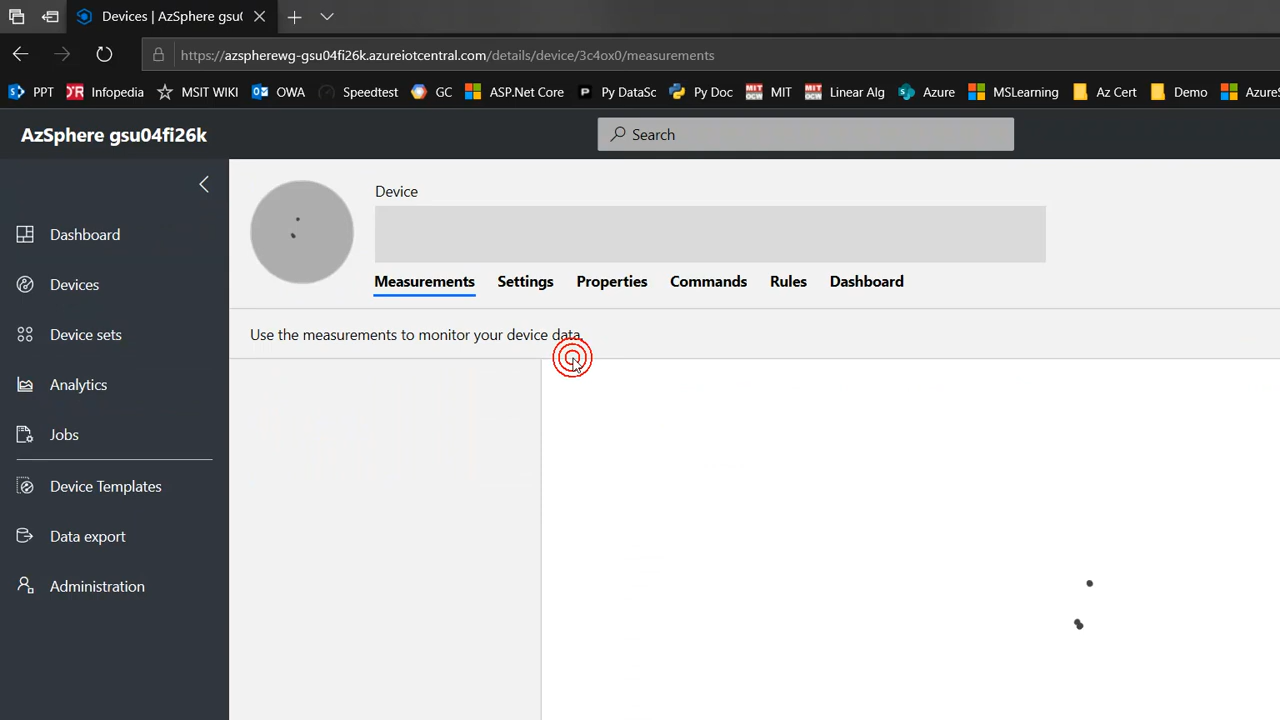 Devices | AzSphere gsu0
https://azspherewg-gsu04fi26k.azureiotcentral.com/details/device/3c4ox0/measurements
PPT Infopedia MSIT WIKI OWA Speedtest GC ASP.Net Core Py DataSc Py Doc MIT Linear Alg Azure MSLearning Az Cert Demo AzureS
AzSphere gsu04fi26k
Search
Device
Dashboard
Measurements Settings Properties Commands Rules Dashboard
Devices
Use the measurements to monitor your device data.
Device sets
Analytics
Jobs
Device Templates
Data export
Administration